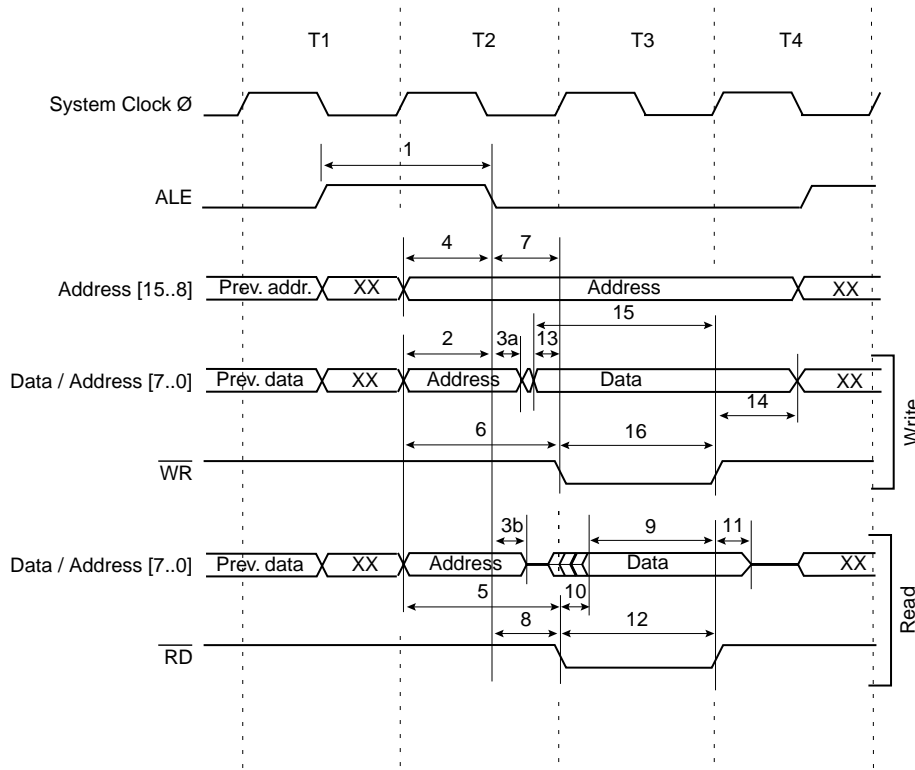 T1 T2 T3 T4
System Clock Ø
1
ALE
4 7
Address [15..8] Prev. addr. XX Address XX
15
2 3a 13
Data / Address [7..0] Prev. data XX Address Data XX
14
6 16
WR
Write
3b 9 11
Data / Address [7..0] Prev. data XX Address Data XX
5 10
8 12
RD
Read